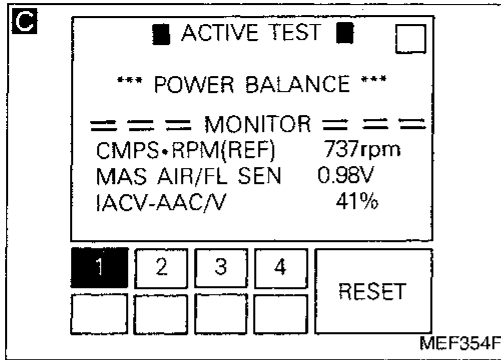 C
■ ACTIVE TEST ■
*** POWER BALANCE ***
= = = MONITOR = = =
CMPS•RPM(REF) 737rpm
MAS AIR/FL SEN 0.98V
IACV-AAC/V 41%
1 2 3 4
RESET
MEF354F